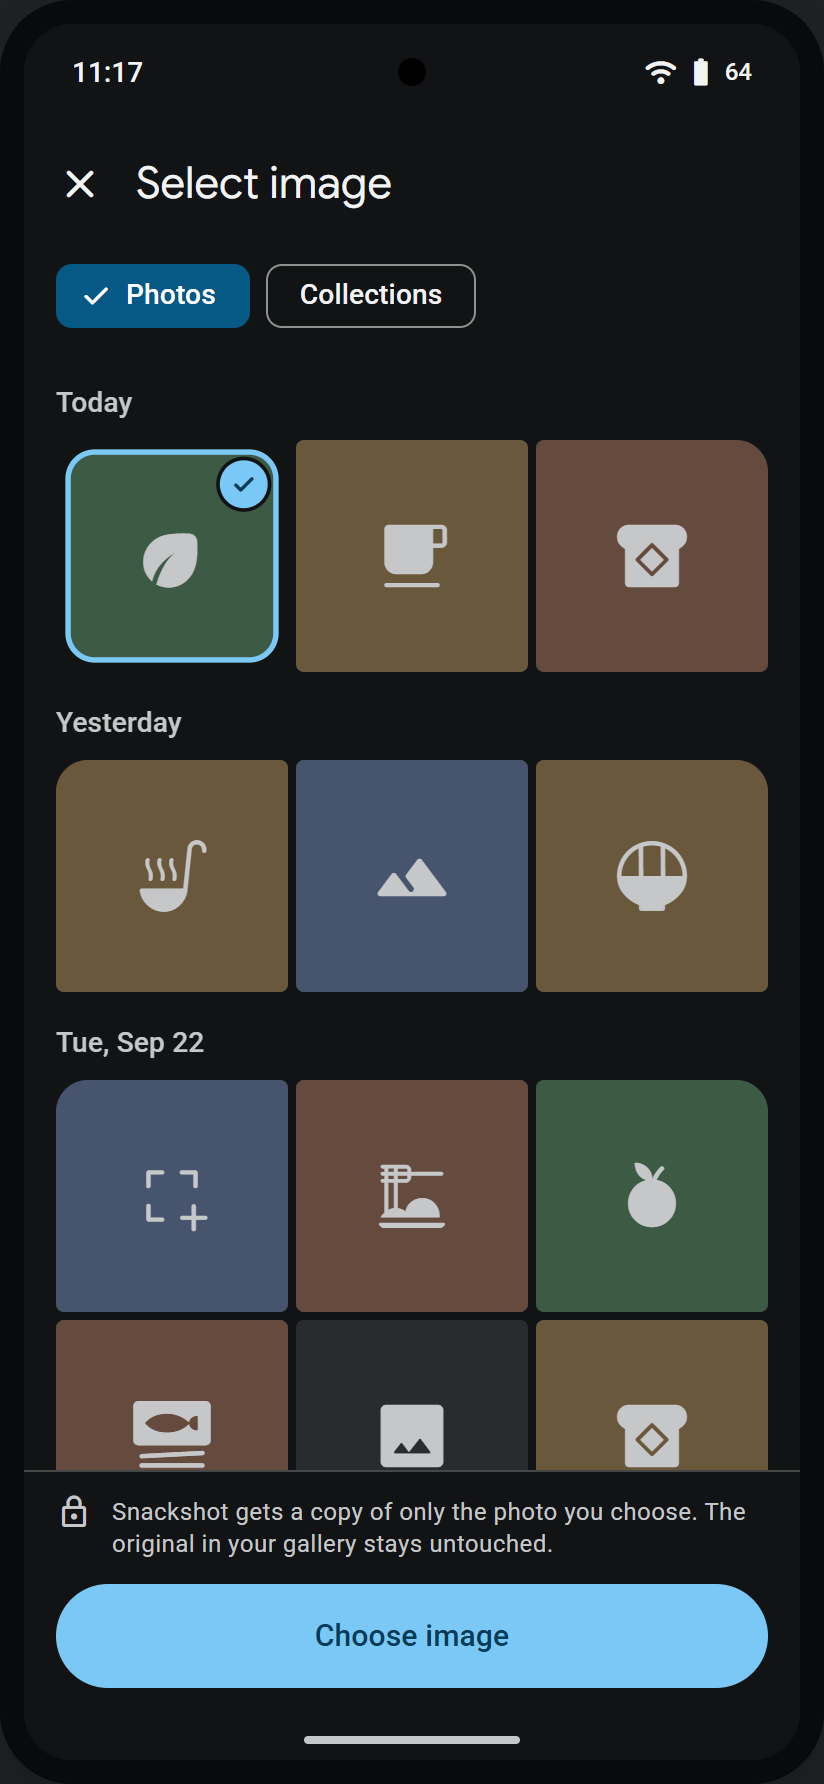 11:17
64
Select image
Photos
Collections
Today
Yesterday
Tue, Sep 22
Snackshot gets a copy of only the photo you choose. The
original in your gallery stays untouched.
Choose image